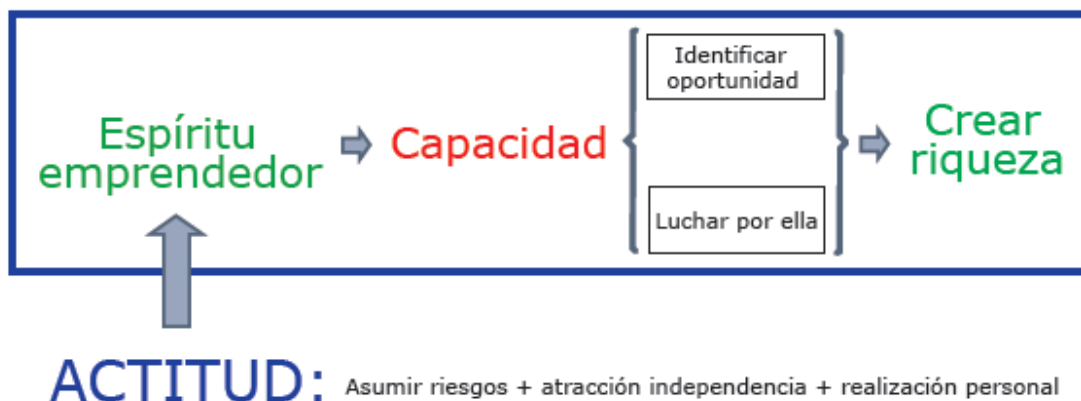 Identificar
oportunidad
Espíritu
emprendedor
Capacidad
Crear
riqueza
Luchar por ella
ACTITUD: Asumir riesgos + atracción independencia + realización personal